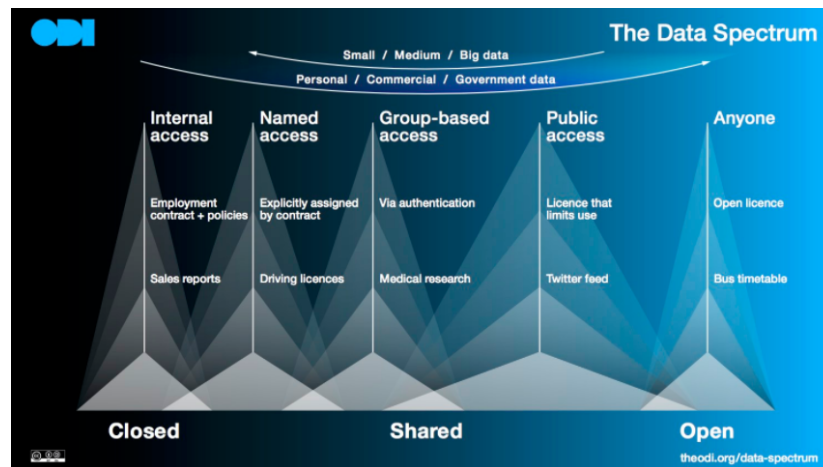 ODI
The Data Spectrum
Small / Medium / Big data
Personal / Commercial / Government data
Internal
access
Named
access
Group-based
access
Public
access
Anyone
Employment
contract + policies
Explicitly assigned
by contract
Via authentication
Licence that
limits use
Open licence
Sales reports
Driving licences
Medical research
Twitter feed
Bus timetable
Closed
Shared
Open
theodi.org/data-spectrum